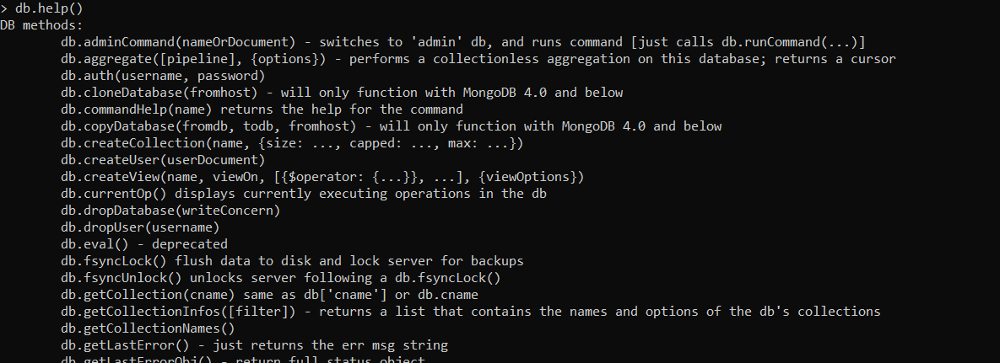 > db.help()
DB methods:
db.adminCommand(nameOrDocument) - switches to 'admin' db, and runs command [just calls db.runCommand(...)]
db.aggregate([pipeline], {options}) - performs a collectionless aggregation on this database; returns a cursor
db.auth(username, password)
db.cloneDatabase(fromhost) - will only function with MongoDB 4.0 and below
db.commandHelp(name) returns the help for the command
db.copyDatabase(fromdb, todb, fromhost) - will only function with MongoDB 4.0 and below
db.createCollection(name, {size: ..., capped: ..., max: ...})
db.createUser(userDocument)
db.createView(name, viewOn, [{$operator: {...}}, ...], {viewOptions})
db.currentOp() displays currently executing operations in the db
db.dropDatabase(writeConcern)
db.dropUser(username)
db.eval() - deprecated
db.fsyncLock() flush data to disk and lock server for backups
db.fsyncUnlock() unlocks server following a db.fsyncLock()
db.getCollection(cname) same as db['cname'] or db.cname
db.getCollectionInfos([filter]) - returns a list that contains the names and options of the db's collections
db.getCollectionNames()
db.getLastError() - just returns the err msg string
db.getLastErrorObj() - return full status object